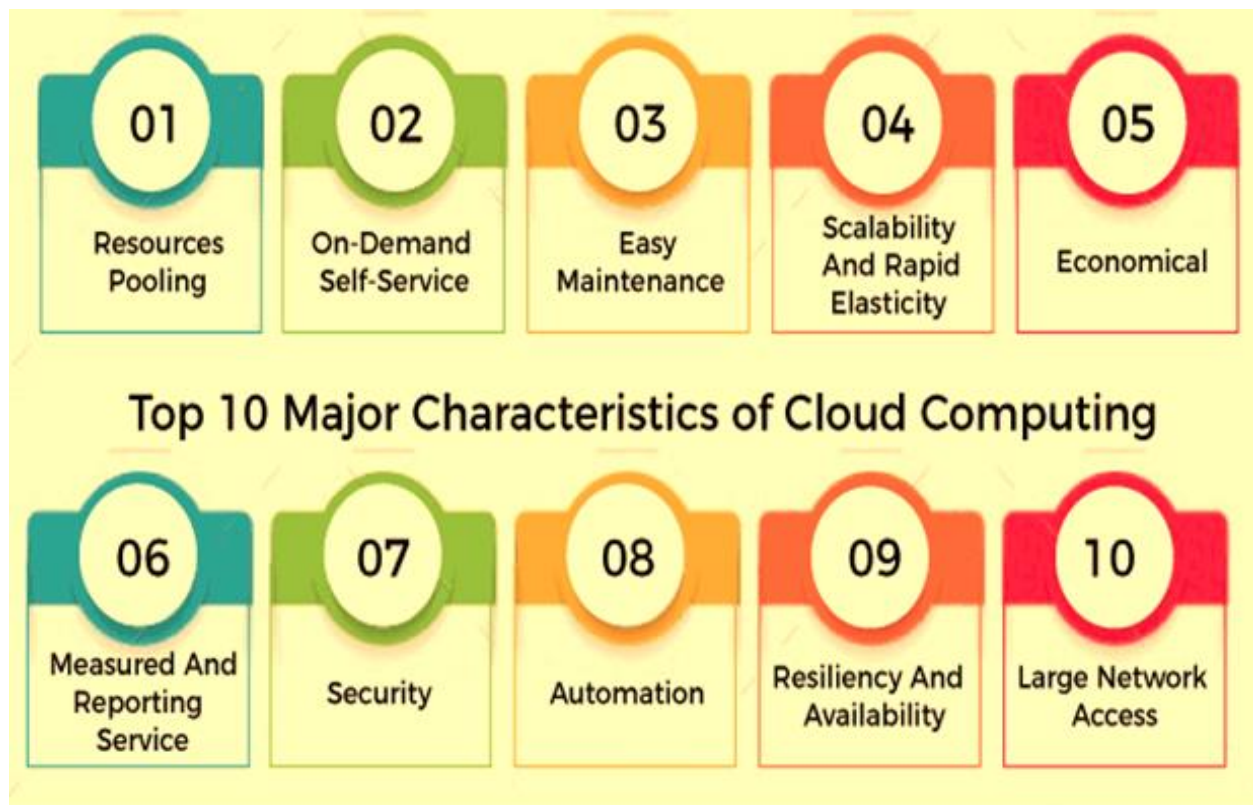 01
02
03
04
05
Resources
Pooling
On-Demand
Self-Service
Easy
Maintenance
Scalability
And Rapid
Elasticity
Economical
Top 10 Major Characteristics of Cloud Computing
06
07
08
09
10
Measured And
Reporting
Service
Security
Automation
Resiliency And
Availability
Large Network
Access